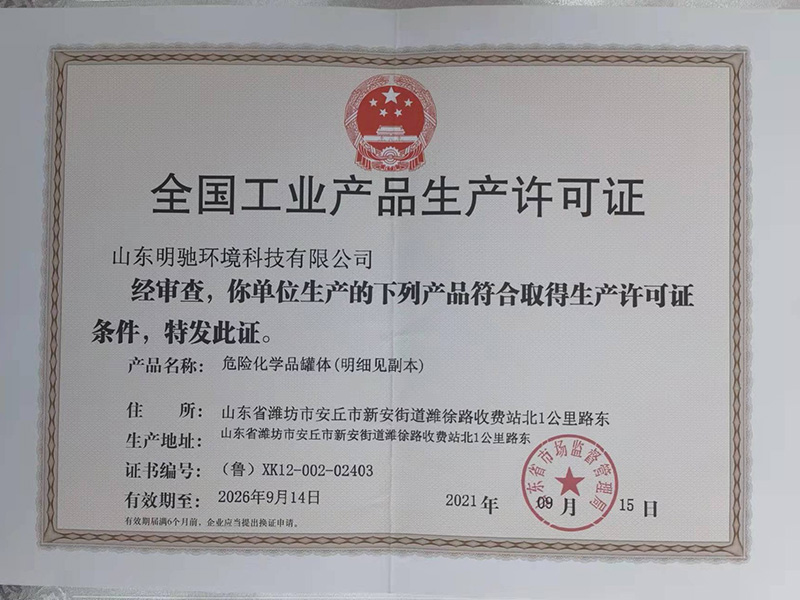 全国工业产品生产许可证
山东明驰环境科技有限公司
经审查，你单位生产的下列产品符合取得生产许可证
条件，特发此证。
产品名称： 危险化学品罐体(明细见副本)
住 所： 山东省潍坊市安丘市新安街道潍徐路收费站北1公里路东
生产地址： 山东省潍坊市安丘市新安街道潍徐路收费站北1公里路东
证书编号： （鲁）XK12-002-02403
有效期至： 2026年9月14日
2021年 09月 15日
山东省市场监督管理局
有效期届满6个月前，企业应当提出换证申请。